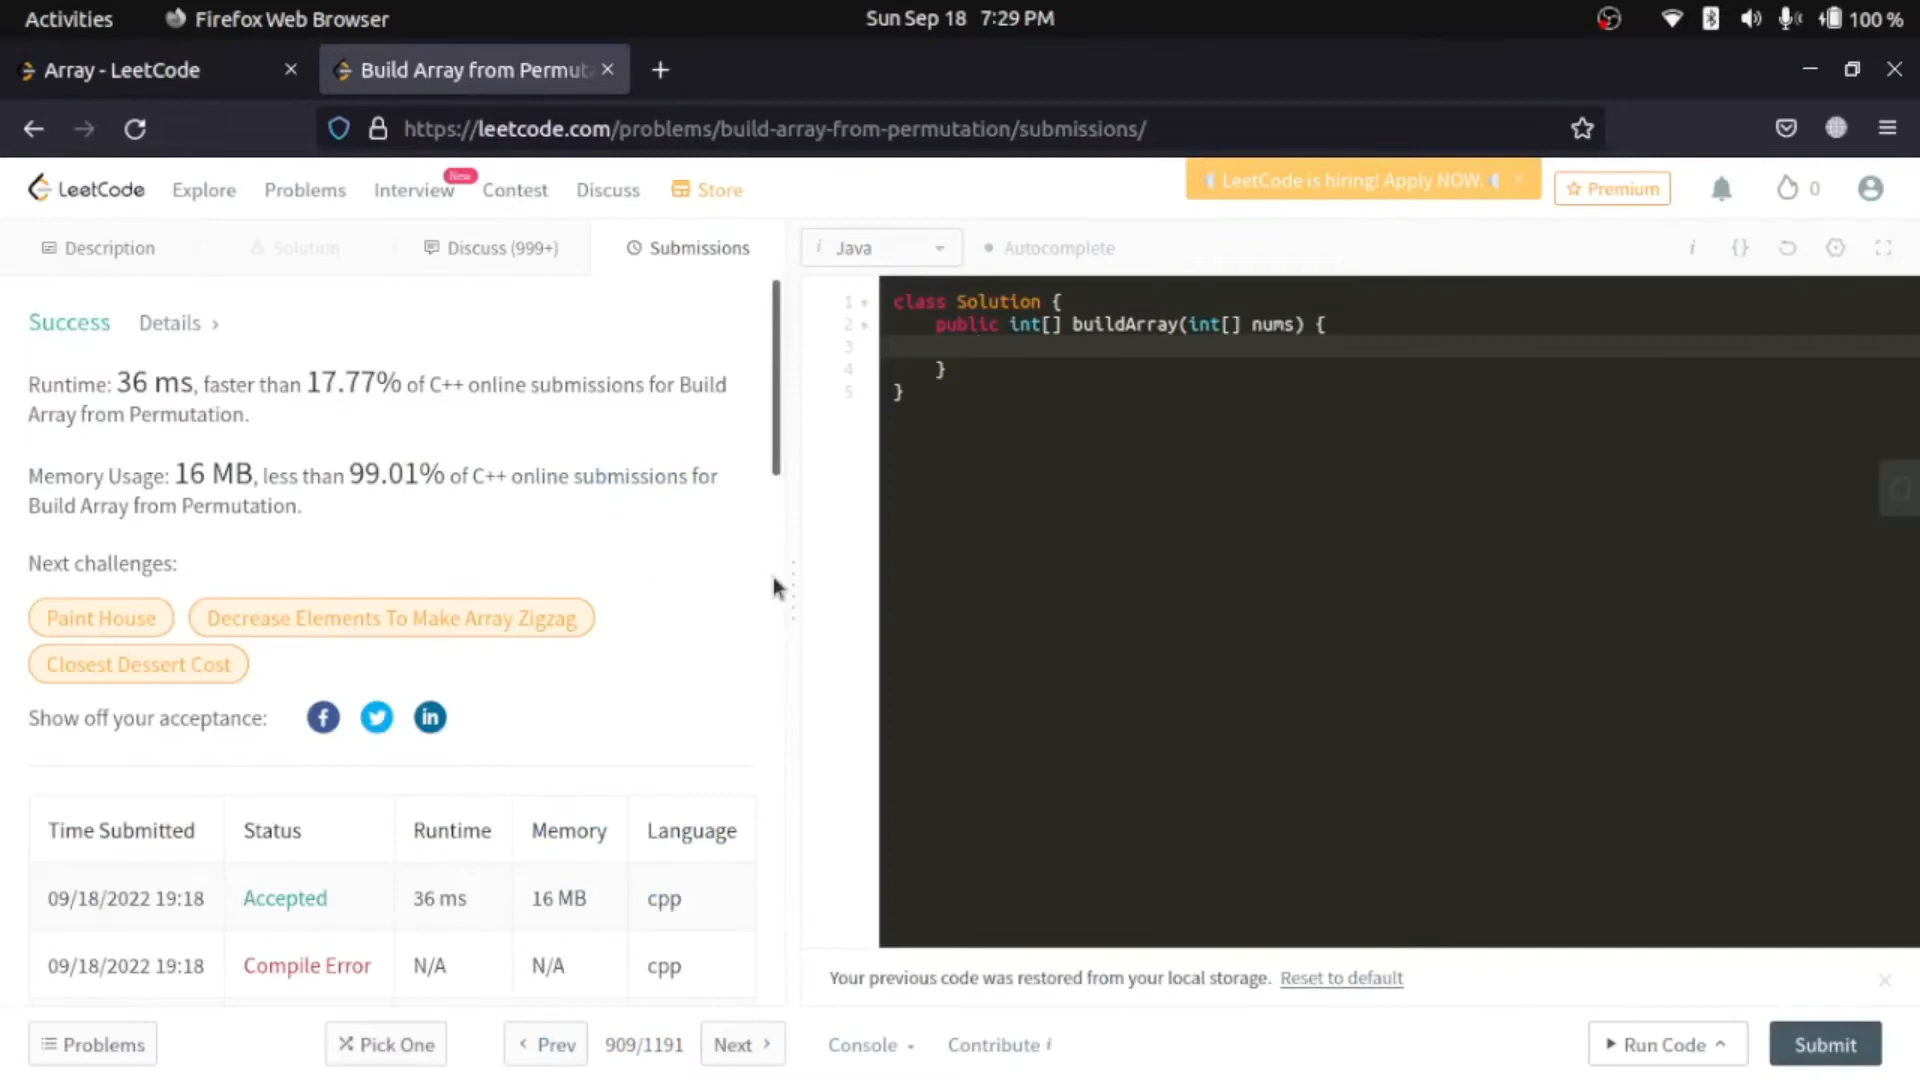 Activities
Firefox Web Browser
Sun Sep 18 7:29 PM
100 %
Array - LeetCode
Build Array from Permut
https://leetcode.com/problems/build-array-from-permutation/submissions/
LeetCode
Explore
Problems
Interview
New
Contest
Discuss
Store
LeetCode is hiring! Apply NOW.
Premium
0
Description
Solution
Discuss (999+)
Submissions
i Java
Autocomplete
i
{}
Success
Details
Runtime: 36 ms, faster than 17.77% of C++ online submissions for Build
Array from Permutation.
Memory Usage: 16 MB, less than 99.01% of C++ online submissions for
Build Array from Permutation.
Next challenges:
Paint House
Decrease Elements To Make Array Zigzag
Closest Dessert Cost
Show off your acceptance:
f
in
Time Submitted Status Runtime Memory Language
09/18/2022 19:18 Accepted 36 ms 16 MB cpp
09/18/2022 19:18 Compile Error N/A N/A cpp
1 class Solution {
2 public int[] buildArray(int[] nums) {
3
4 }
5 }
Your previous code was restored from your local storage. Reset to default
Problems
Pick One
Prev
909/1191
Next
Console
Contribute i
Run Code
Submit